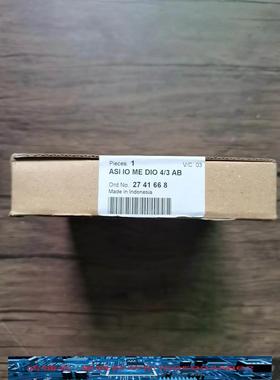 Pieces 1 V/C: 03
ASI IO ME DIO 4/3 AB
Ord No.: 27 41 66 8
Made in Indonesia